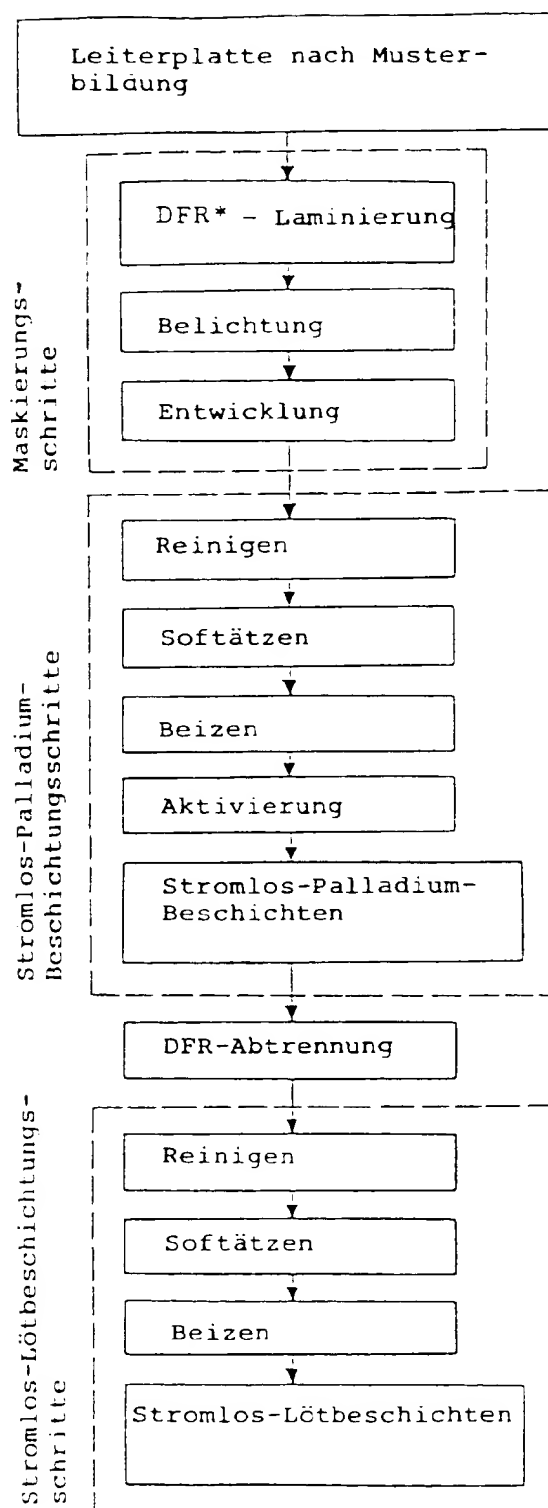 Leiterplatte nach Muster-
bildung
Maskierungs-
schritte
DFR* - Laminierung
Belichtung
Entwicklung
Stromlos-Palladium-
Beschichtungsschritte
Reinigen
Softätzen
Beizen
Aktivierung
Stromlos-Palladium-
Beschichten
DFR-Abtrennung
Stromlos-Lötbeschichtungs-
schritte
Reinigen
Softätzen
Beizen
Stromlos-Lötbeschichten